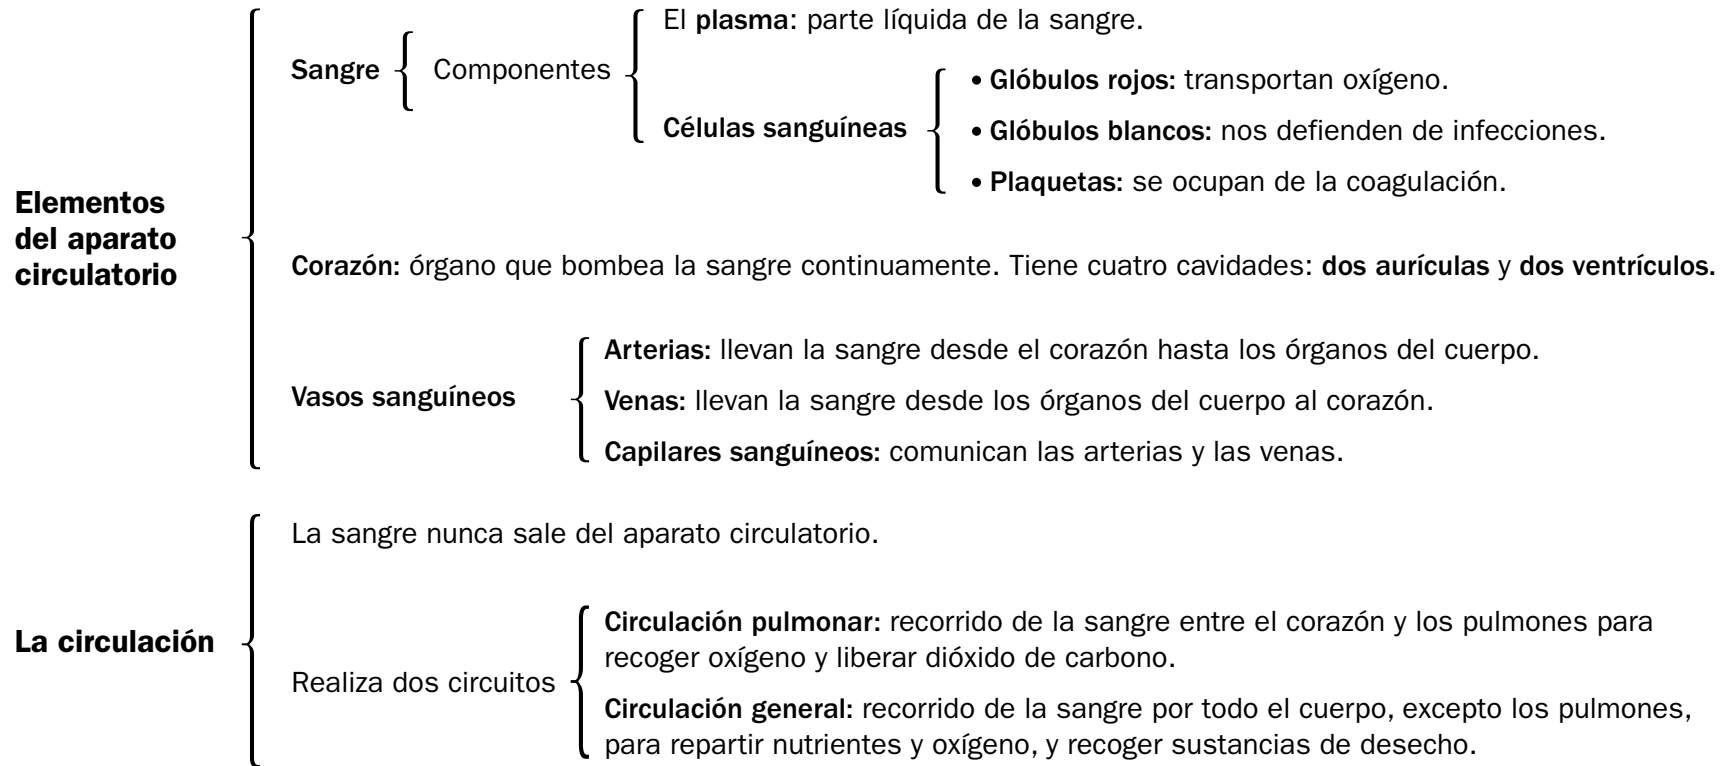 Elementos
del aparato
circulatorio
Sangre
Componentes
El plasma: parte líquida de la sangre.
Células sanguíneas
• Glóbulos rojos: transportan oxígeno.
• Glóbulos blancos: nos defienden de infecciones.
• Plaquetas: se ocupan de la coagulación.
Corazón: órgano que bombea la sangre continuamente. Tiene cuatro cavidades: dos aurículas y dos ventrículos.
Vasos sanguíneos
Arterias: llevan la sangre desde el corazón hasta los órganos del cuerpo.
Venas: llevan la sangre desde los órganos del cuerpo al corazón.
Capilares sanguíneos: comunican las arterias y las venas.
La circulación
La sangre nunca sale del aparato circulatorio.
Realiza dos circuitos
Circulación pulmonar: recorrido de la sangre entre el corazón y los pulmones para
recoger oxígeno y liberar dióxido de carbono.
Circulación general: recorrido de la sangre por todo el cuerpo, excepto los pulmones,
para repartir nutrientes y oxígeno, y recoger sustancias de desecho.